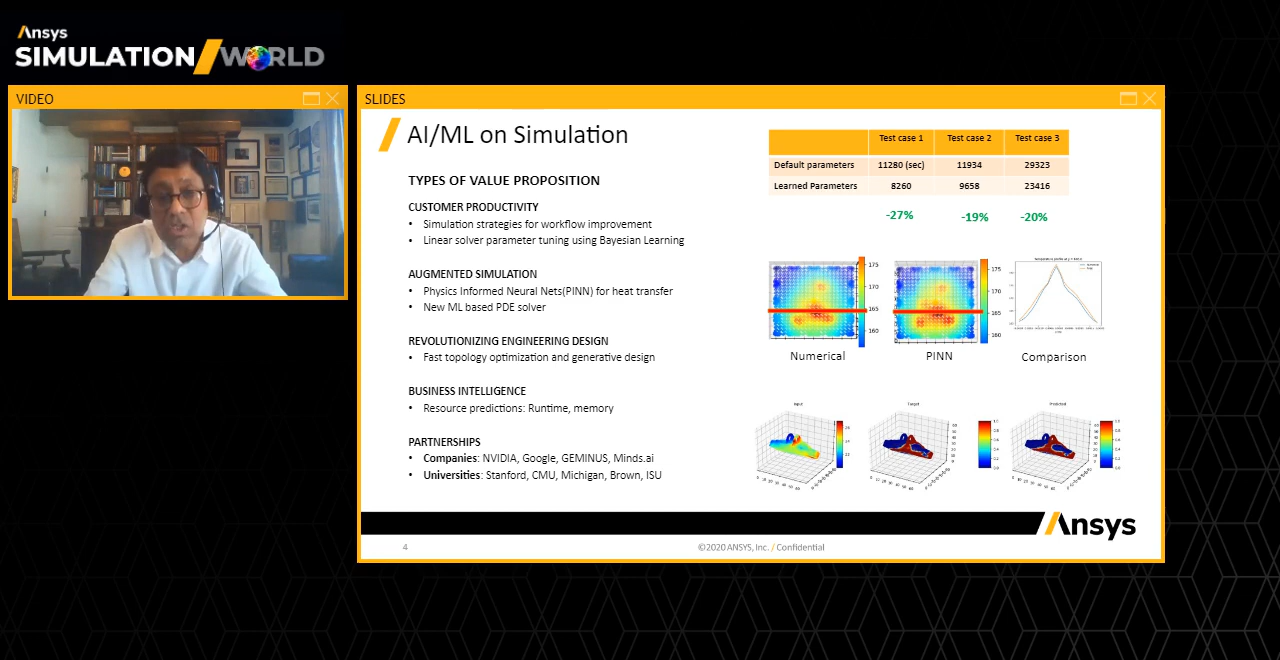 Ansys
SIMULATION WORLD
VIDEO
SLIDES
AI/ML on Simulation
TYPES OF VALUE PROPOSITION
CUSTOMER PRODUCTIVITY
• Simulation strategies for workflow improvement
• Linear solver parameter tuning using Bayesian Learning
AUGMENTED SIMULATION
• Physics Informed Neural Nets(PINN) for heat transfer
• New ML based PDE solver
REVOLUTIONIZING ENGINEERING DESIGN
• Fast topology optimization and generative design
BUSINESS INTELLIGENCE
• Resource predictions: Runtime, memory
PARTNERSHIPS
• Companies: NVIDIA, Google, GEMINUS, Minds.ai
• Universities: Stanford, CMU, Michigan, Brown, ISU
Test case 1 Test case 2 Test case 3
Default parameters 11280 (sec) 11934 29323
Learned Parameters 8260 9658 23416
-27% -19% -20%
175
170
165
160
175
170
165
160
Numerical PINN Comparison
Input Target Predicted
Ansys
4
©2020 ANSYS, Inc. / Confidential